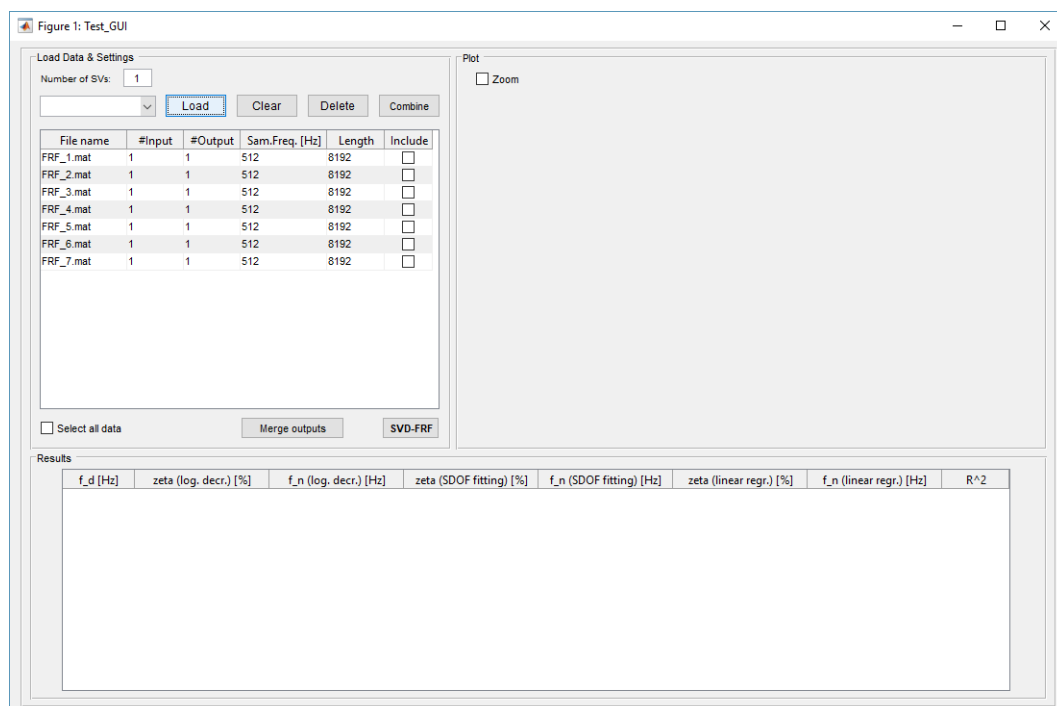 Figure 1: Test_GUI
Load Data & Settings
Number of SVs: 1
Load Clear Delete Combine
File name #Input #Output Sam.Freq. [Hz] Length Include
FRF_1.mat 1 1 512 8192
FRF_2.mat 1 1 512 8192
FRF_3.mat 1 1 512 8192
FRF_4.mat 1 1 512 8192
FRF_5.mat 1 1 512 8192
FRF_6.mat 1 1 512 8192
FRF_7.mat 1 1 512 8192
Select all data Merge outputs SVD-FRF
Plot
Zoom
Results
f_d [Hz] zeta (log. decr.) [%] f_n (log. decr.) [Hz] zeta (SDOF fitting) [%] f_n (SDOF fitting) [Hz] zeta (linear regr.) [%] f_n (linear regr.) [Hz] R^2